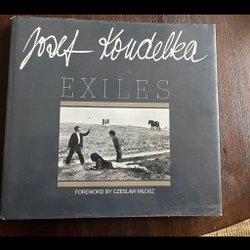 Josef Koudelka
EXILES
FOREWORD BY CZESLAW MILOSZ